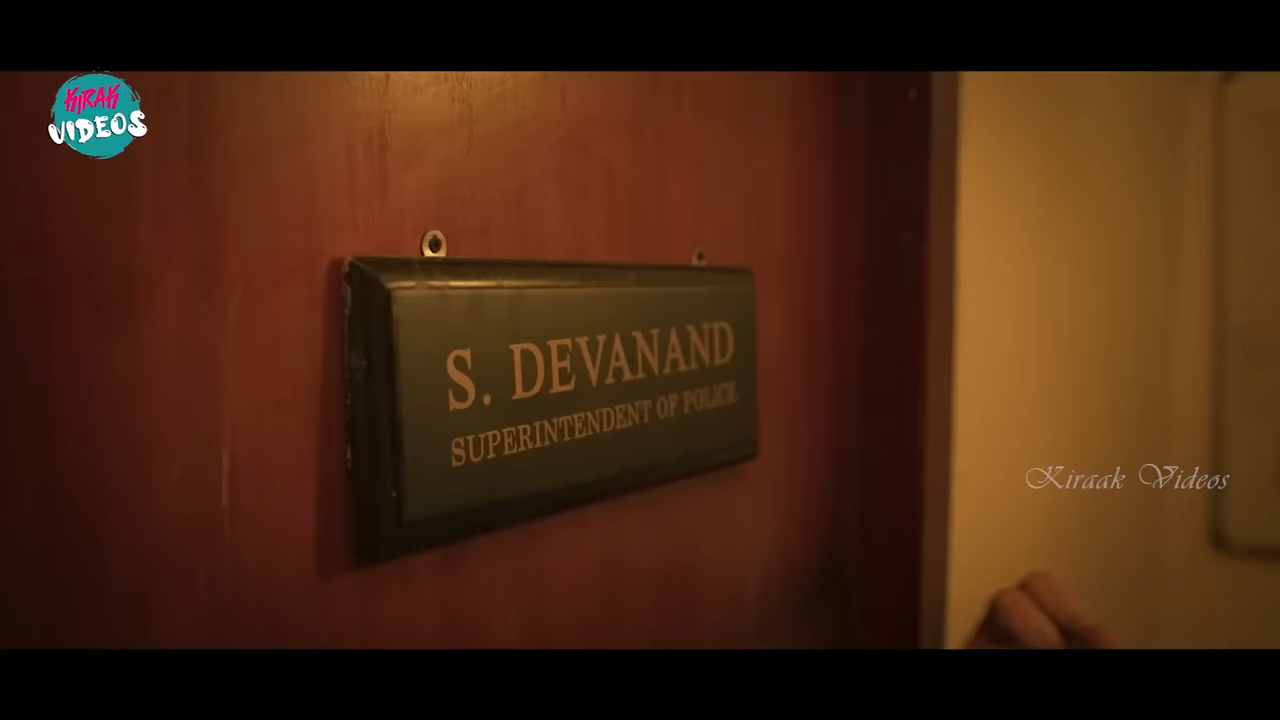 KIRAK
VIDEOS
S. DEVANAND
SUPERINTENDENT OF POLICE
Kiraak Videos